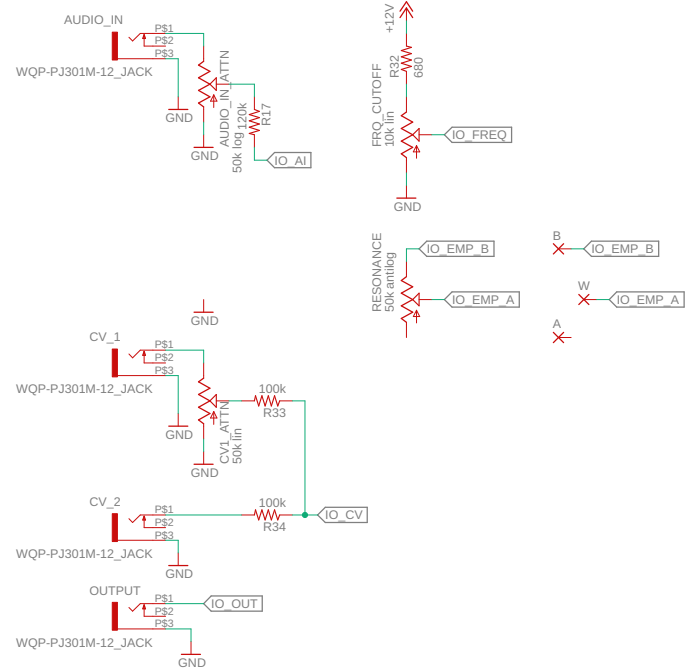 AUDIO_IN
P$1
P$2
P$3
WQP-PJ301M-12_JACK
GND
GND
AUDIO_IN_ATTN
50k log
120k
R17
IO_AI
+12V
R32
680
FRQ_CUTOFF
10k lin
IO_FREQ
GND
RESONANCE
50k antilog
IO_EMP_B
IO_EMP_A
B
IO_EMP_B
W
IO_EMP_A
A
GND
CV_1
P$1
P$2
P$3
WQP-PJ301M-12_JACK
GND
GND
CV1_ATTN
50k lin
100k
R33
CV_2
P$1
P$2
P$3
WQP-PJ301M-12_JACK
GND
100k
R34
IO_CV
OUTPUT
P$1
P$2
P$3
WQP-PJ301M-12_JACK
GND
IO_OUT